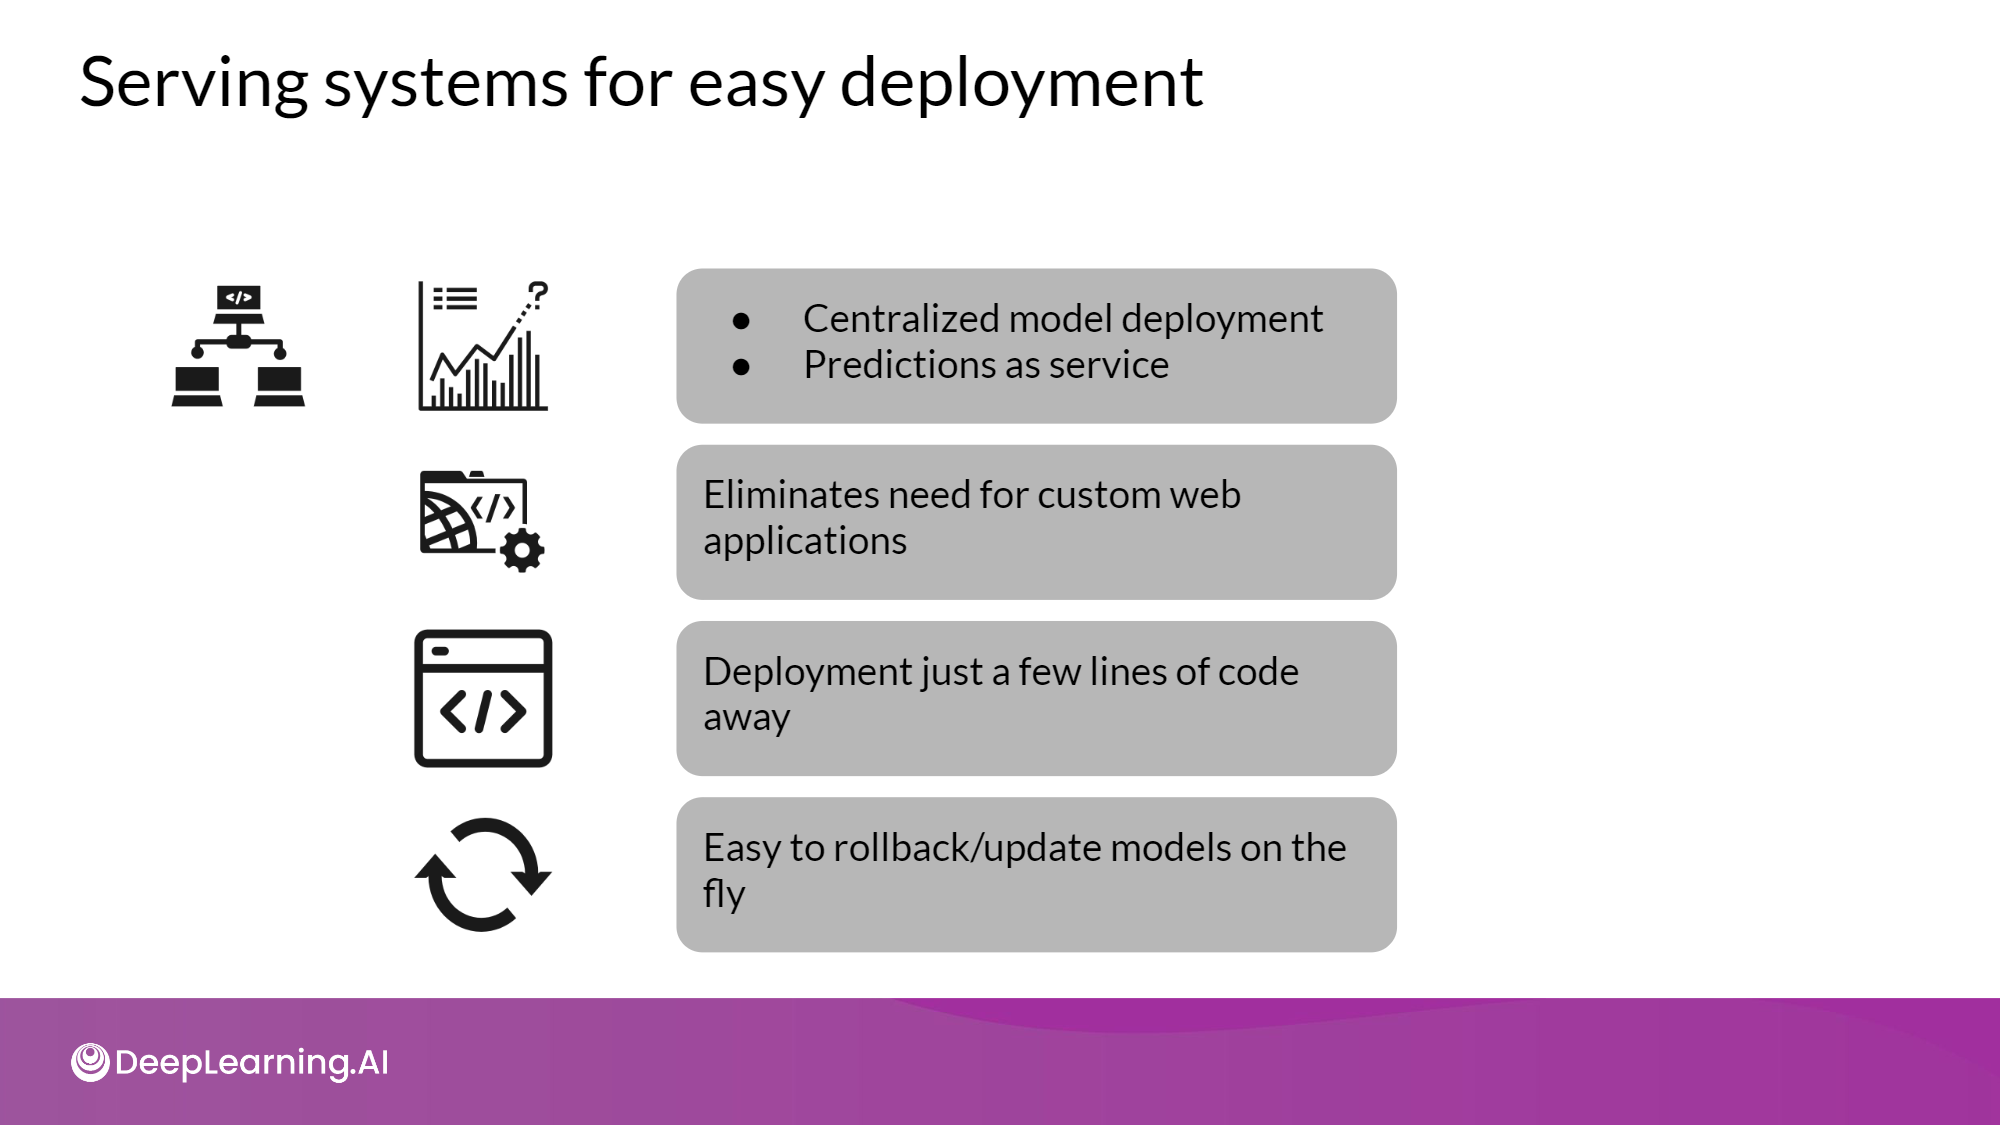 Serving systems for easy deployment
</>
?
● Centralized model deployment
● Predictions as service
</>
Eliminates need for custom web
applications
</>
Deployment just a few lines of code
away
Easy to rollback/update models on the
fly
DeepLearning.AI